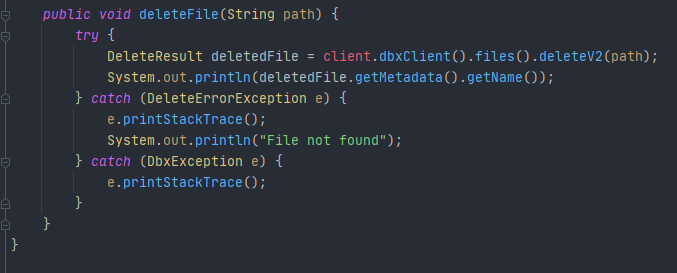 public void deleteFile(String path) {
try {
DeleteResult deletedFile = client.dbxClient().files().deleteV2(path);
System.out.println(deletedFile.getMetadata().getName());
} catch (DeleteErrorException e) {
e.printStackTrace();
System.out.println("File not found");
} catch (DbxException e) {
e.printStackTrace();
}
}
}